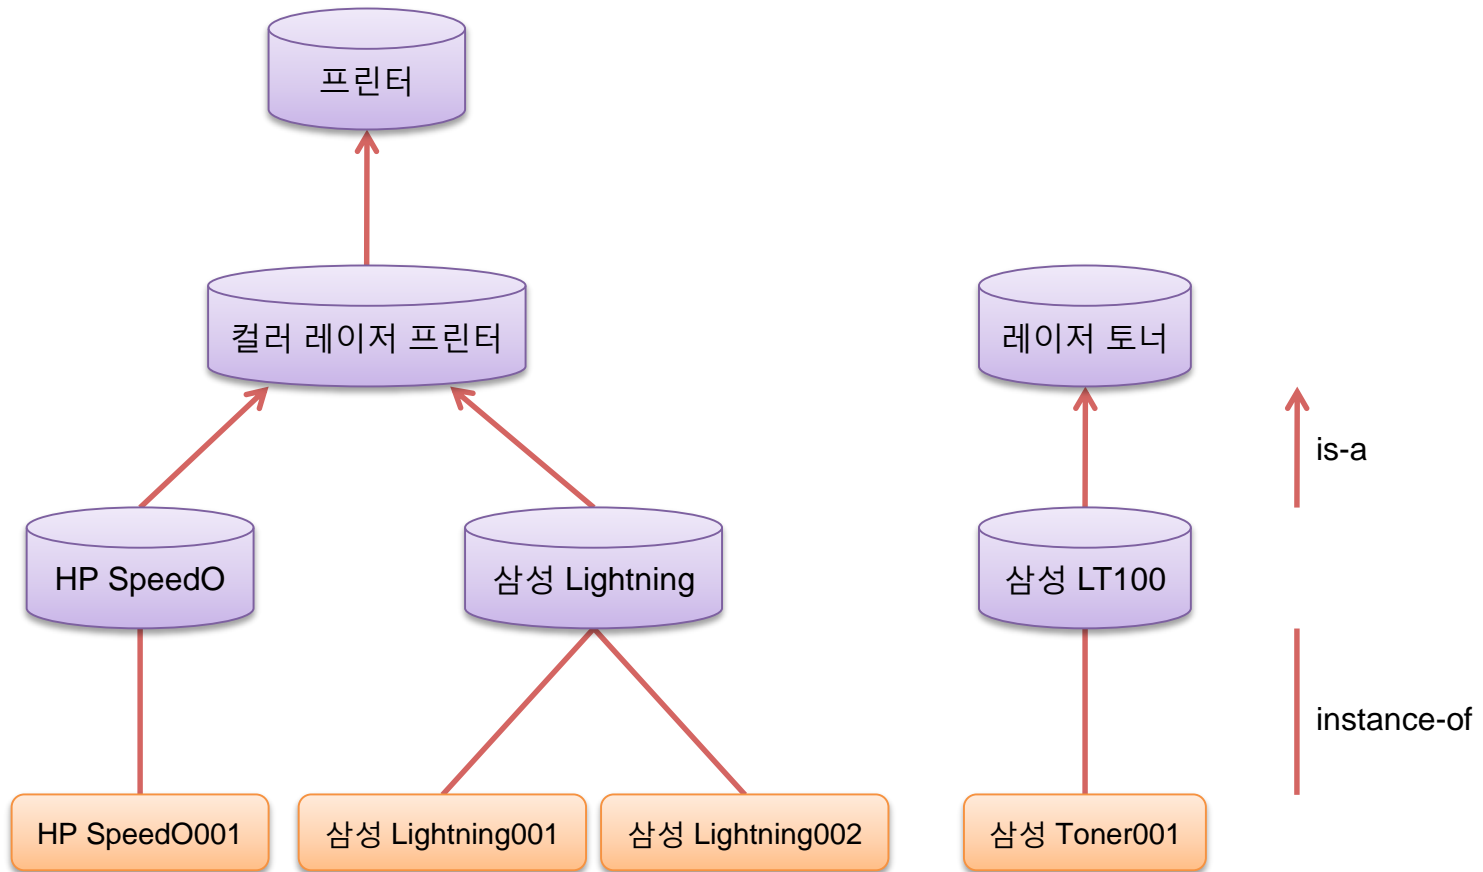 프린터
컬러 레이저 프린터
레이저 토너
is-a
HP SpeedO
삼성 Lightning
삼성 LT100
instance-of
HP SpeedO001
삼성 Lightning001
삼성 Lightning002
삼성 Toner001